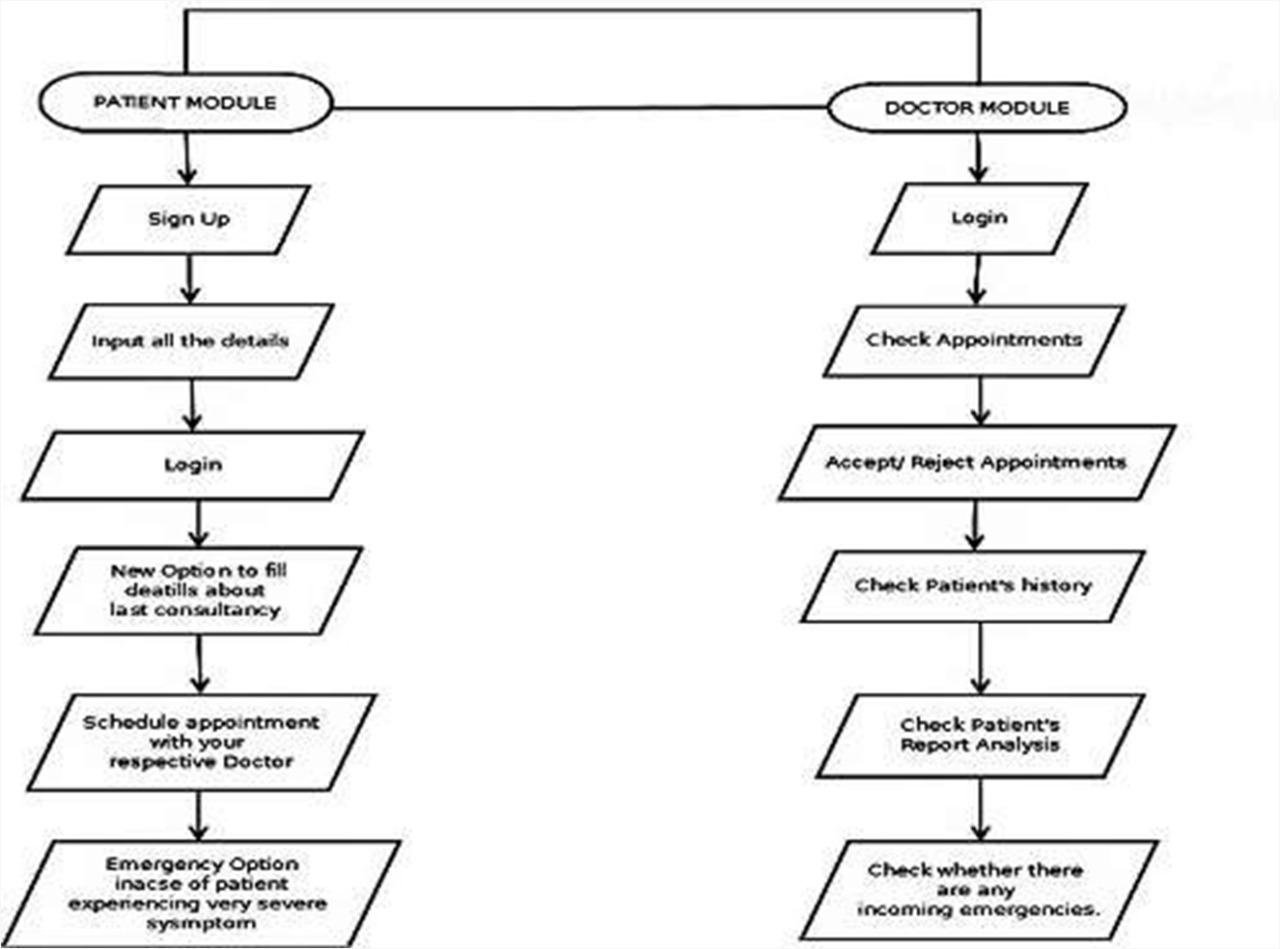 PATIENT MODULE
Sign Up
Input all the details
Login
New Option to fill
deatills about
last consultancy
Schedule appointment
with your
respective Doctor
Emergency Option
inacse of patient
experiencing very severe
sysmptom
DOCTOR MODULE
Login
Check Appointments
Accept/ Reject Appointments
Check Patient's history
Check Patient's
Report Analysis
Check whether there
are any
incoming emergencies.